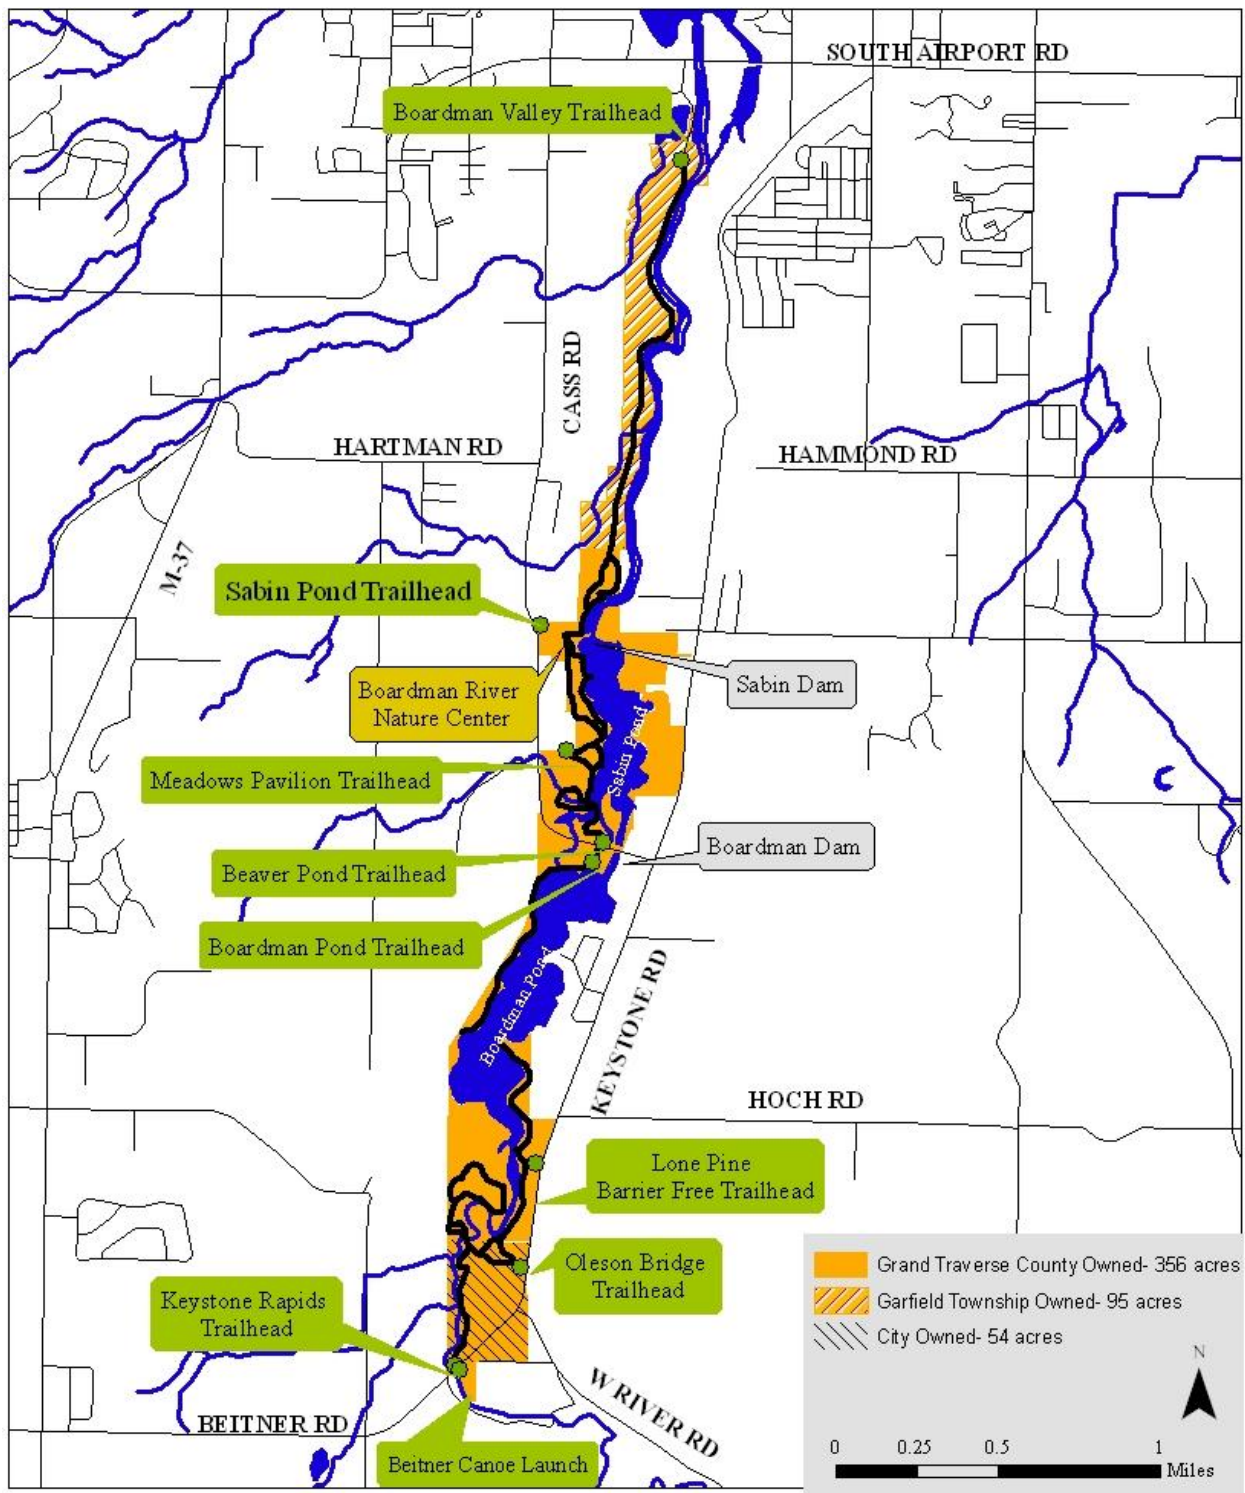 SOUTH AIRPORT RD
Boardman Valley Trailhead
CASS RD
HARTMAN RD
HAMMOND RD
M-37
Sabin Pond Trailhead
Boardman River
Nature Center
Sabin Dam
Sabin Pond
Meadows Pavilion Trailhead
Boardman Dam
Beaver Pond Trailhead
Boardman Pond Trailhead
Boardman Pond
KEYSTONE RD
HOCH RD
Lone Pine
Barrier Free Trailhead
Oleson Bridge
Trailhead
Keystone Rapids
Trailhead
W RIVER RD
BEITNER RD
Beitner Canoe Launch
Grand Traverse County Owned- 356 acres
Garfield Township Owned- 95 acres
City Owned- 54 acres
N
0 0.25 0.5 1
Miles